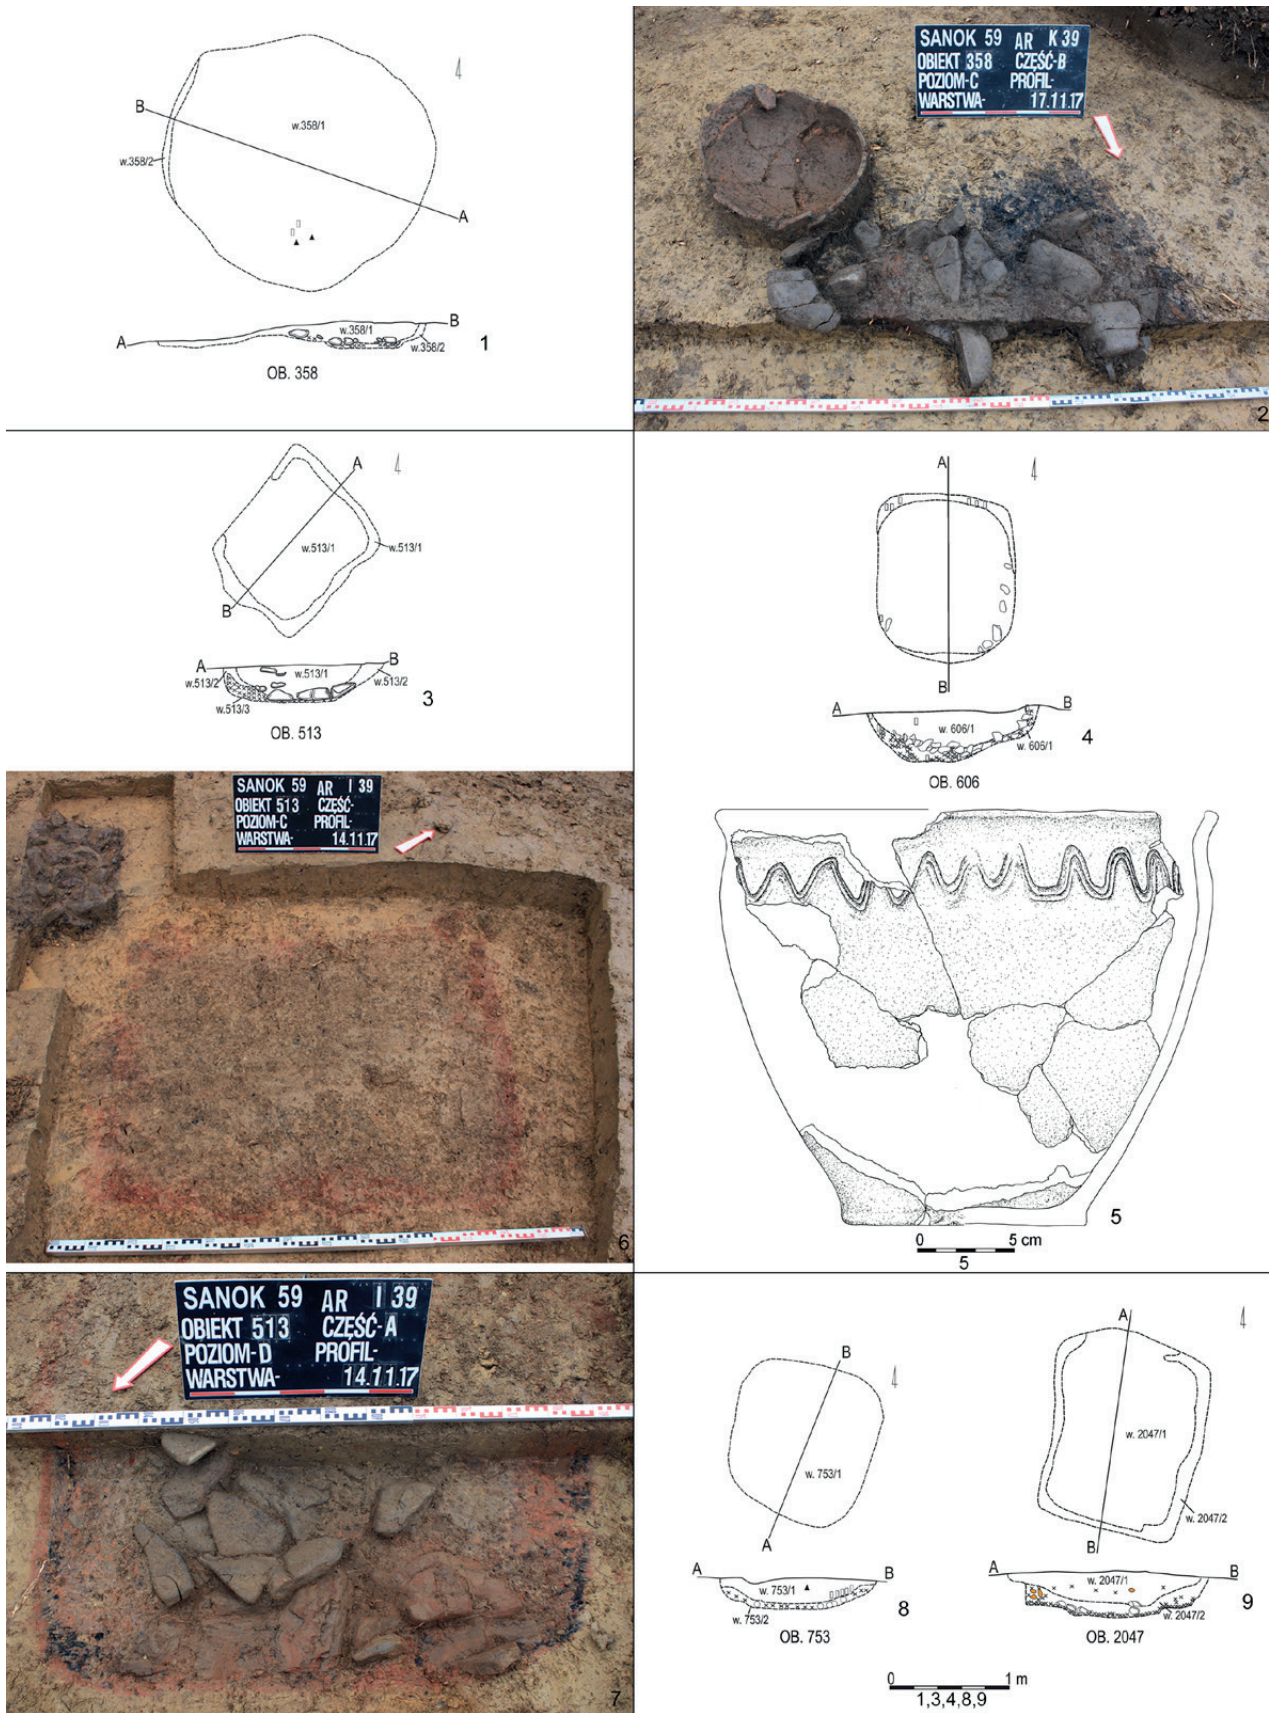 B
w.358/1
w.358/2
A
A
w.358/1
B
w.358/2
1
OB. 358
SANOK 59 AR K 39
OBIEKT 358 CZĘŚĆ-B
POZIOM-C PROFIL-
WARSTWA- 17.11.17
2
A
w.513/1
w.513/1
B
A
B
w.513/1
w.513/2
w.513/2
w.513/3
3
OB. 513
A
B
A
B
w. 606/1
w. 606/1
4
OB. 606
SANOK 59 AR I 39
OBIEKT 513 CZĘŚĆ-
POZIOM-C PROFIL-
WARSTWA- 14.11.17
6
5
0 5 cm
5
SANOK 59 AR I 39
OBIEKT 513 CZĘŚĆ-A
POZIOM-D PROFIL-
WARSTWA- 14.11.17
7
B
w. 753/1
A
A
B
w. 753/1
w. 753/2
8
OB. 753
A
w. 2047/1
w. 2047/2
B
A
B
w. 2047/1
w. 2047/2
9
OB. 2047
0 1 m
1,3,4,8,9